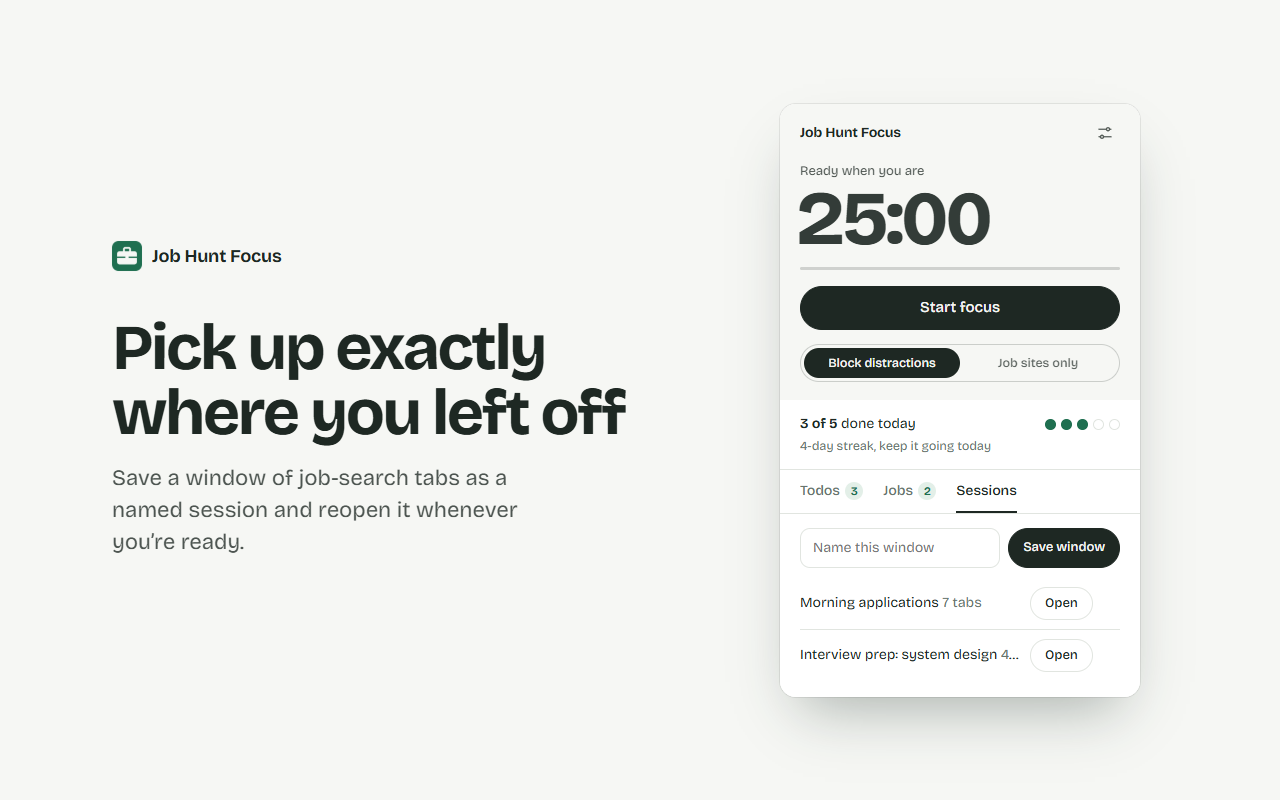 Job Hunt Focus
Pick up exactly
where you left off
Save a window of job-search tabs as a
named session and reopen it whenever
you’re ready.
Job Hunt Focus
Ready when you are
25:00
Start focus
Block distractions
Job sites only
3 of 5 done today
4-day streak, keep it going today
Todos 3
Jobs 2
Sessions
Name this window
Save window
Morning applications 7 tabs
Open
Interview prep: system design 4...
Open